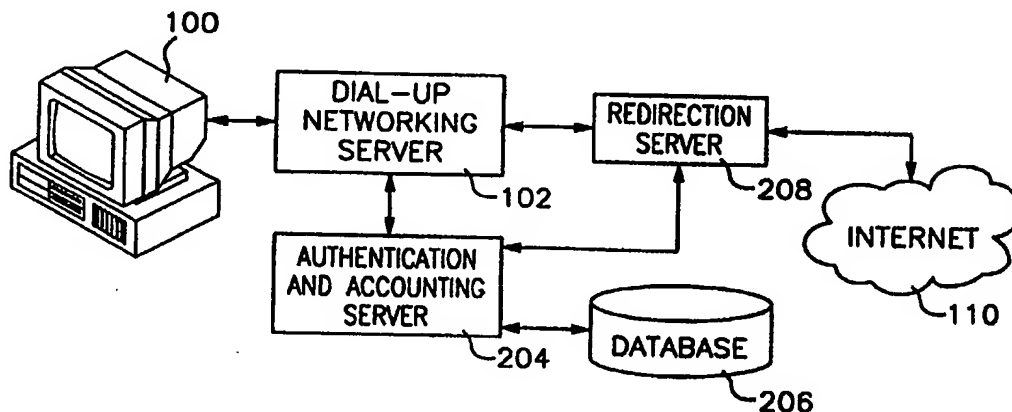 100
DIAL-UP
NETWORKING
SERVER
102
REDIRECTION
SERVER
208
INTERNET
110
AUTHENTICATION
AND ACCOUNTING
SERVER
204
DATABASE
206